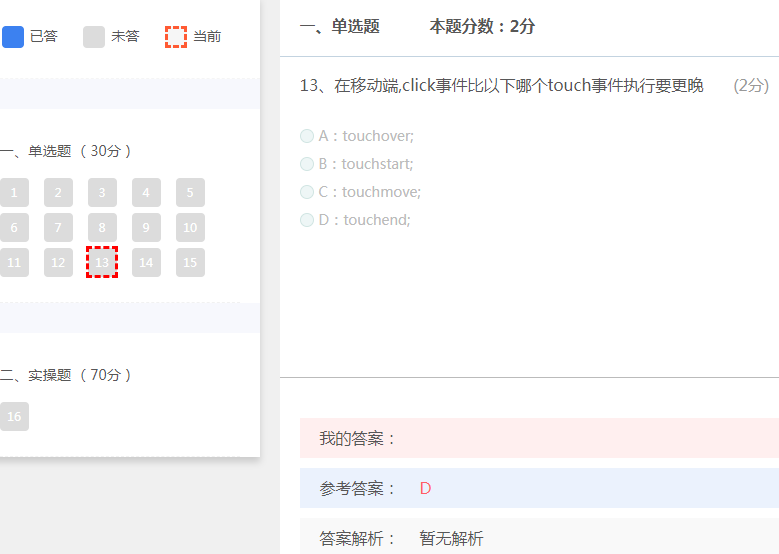 已答 未答 当前
一、单选题（30分）
1 2 3 4 5
6 7 8 9 10
11 12 13 14 15
二、实操题（70分）
16
一、单选题 本题分数：2分
13、在移动端,click事件比以下哪个touch事件执行要更晚 (2分)
A：touchover;
B：touchstart;
C：touchmove;
D：touchend;
我的答案：
参考答案： D
答案解析： 暂无解析